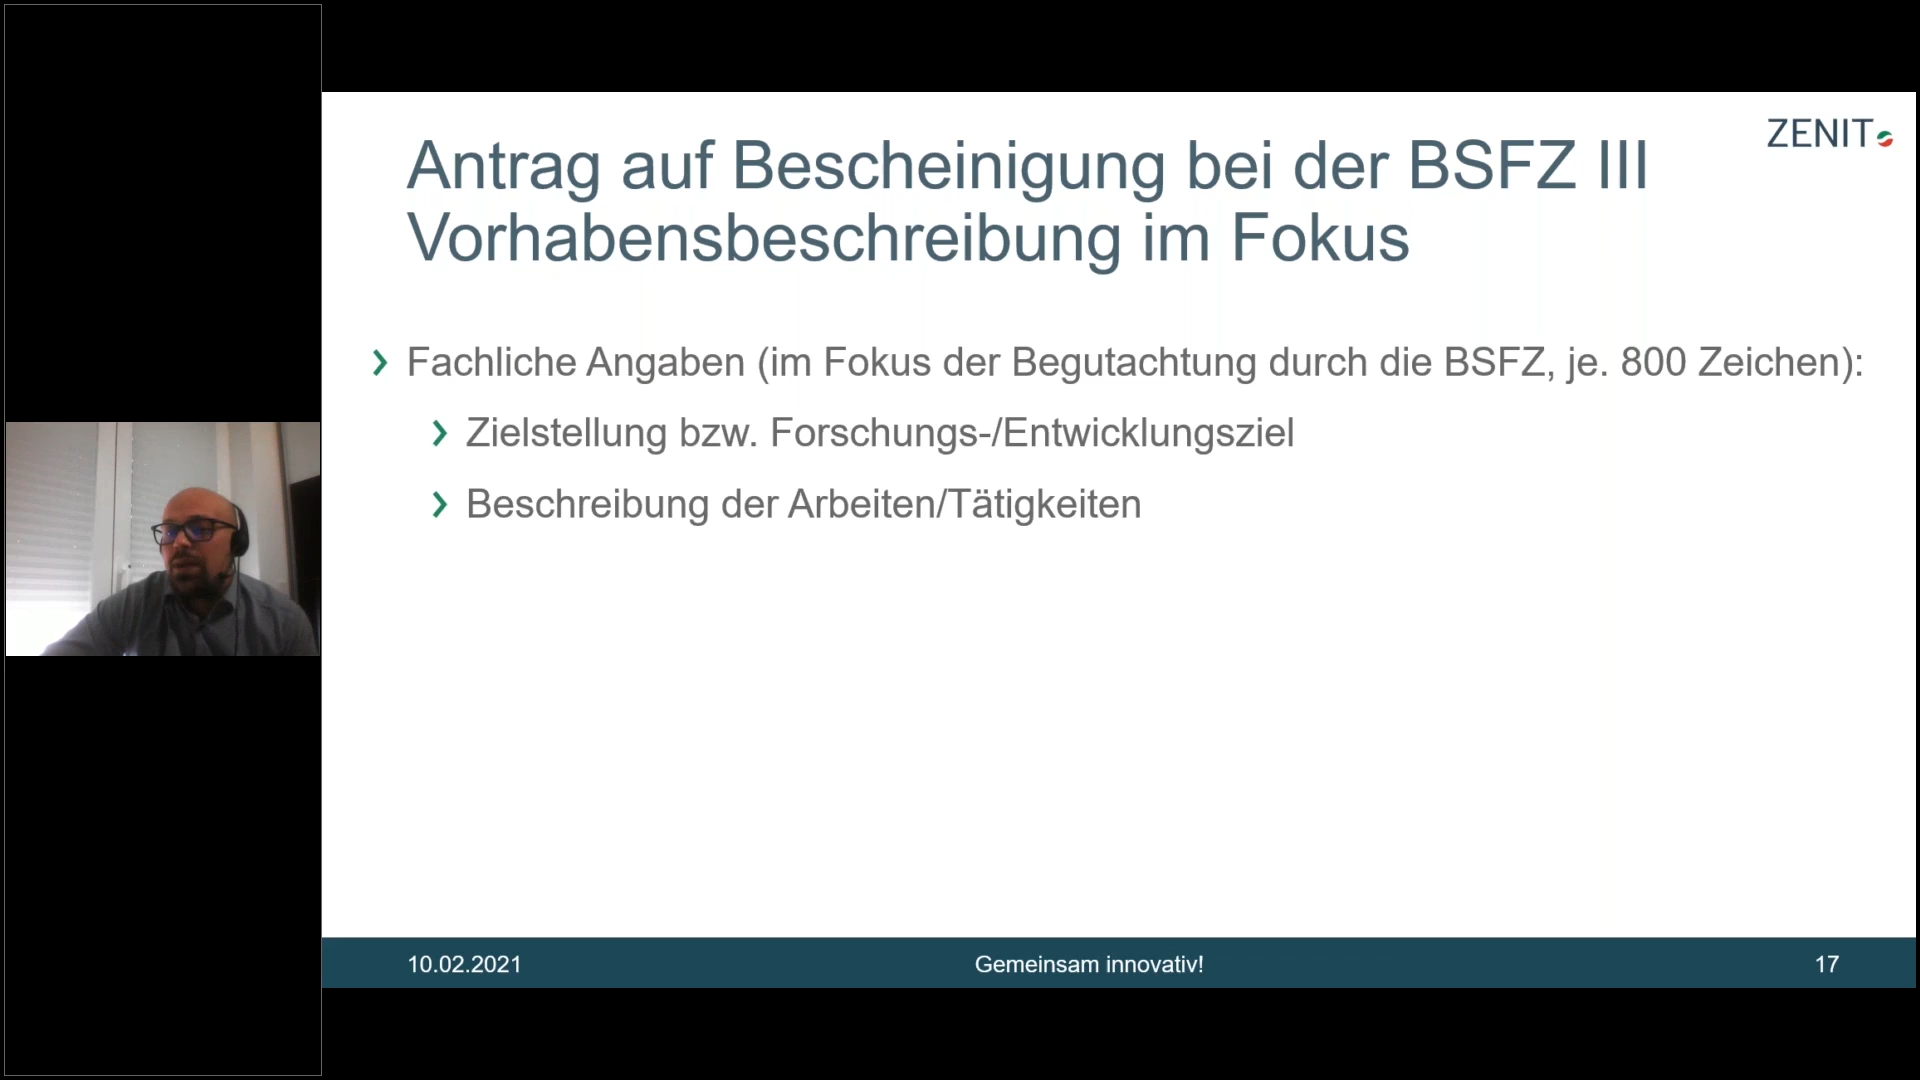 ZENIT
Antrag auf Bescheinigung bei der BSFZ III
Vorhabensbeschreibung im Fokus
Fachliche Angaben (im Fokus der Begutachtung durch die BSFZ, je. 800 Zeichen):
Zielstellung bzw. Forschungs-/Entwicklungsziel
Beschreibung der Arbeiten/Tätigkeiten
10.02.2021
Gemeinsam innovativ!
17